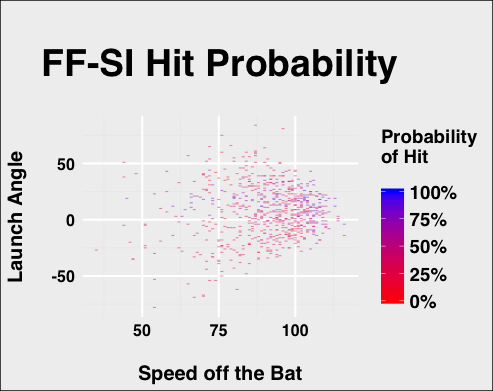 FF-SI Hit Probability
Launch Angle
50
0
-50
50 75 100
Speed off the Bat
Probability
of Hit
100%
75%
50%
25%
0%